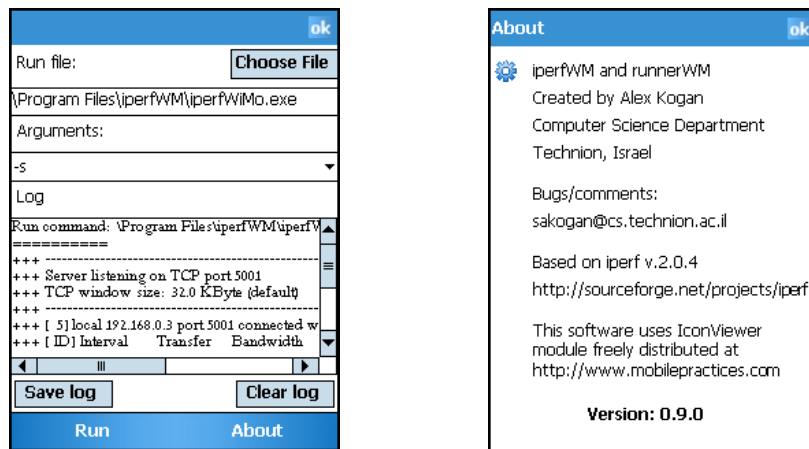 ok
Run file:
Choose File
\Program Files\iperfWM\iperfWiMo.exe
Arguments:
-s
Log
Run command: \Program Files\iperfWM\iperfW
==========
+++ ------------------------------------------------
+++ Server listening on TCP port 5001
+++ TCP window size: 32.0 KByte (default)
+++ ------------------------------------------------
+++ [ 5] local 192.168.0.3 port 5001 connected w
+++ [ ID] Interval Transfer Bandwidth
Save log
Clear log
Run
About
About
ok
iperfWM and runnerWM
Created by Alex Kogan
Computer Science Department
Technion, Israel
Bugs/comments:
sakogan@cs.technion.ac.il
Based on iperf v.2.0.4
http://sourceforge.net/projects/iperf
This software uses IconViewer
module freely distributed at
http://www.mobilepractices.com
Version: 0.9.0